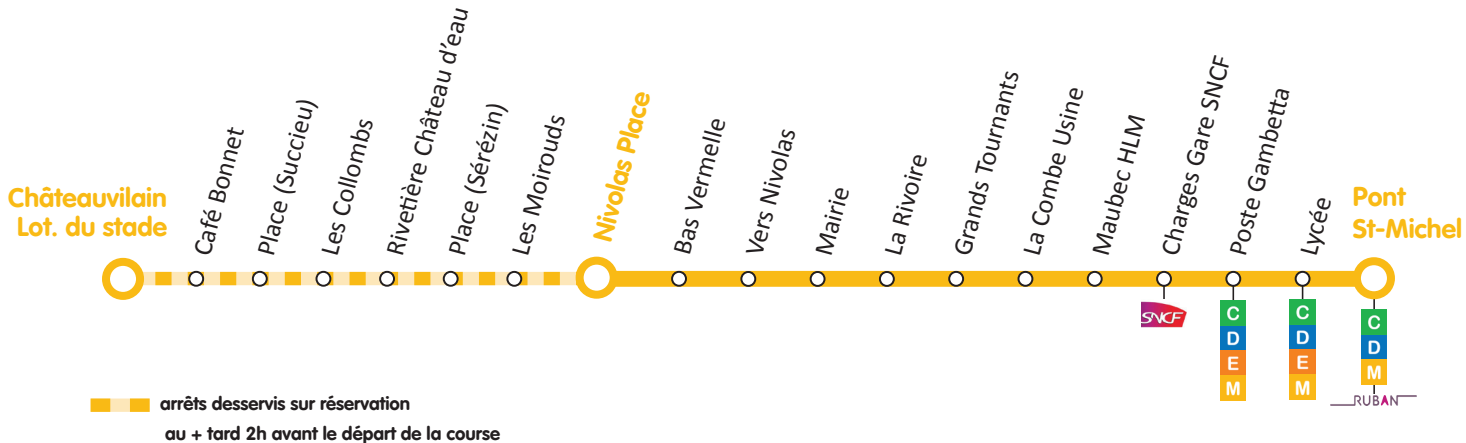 Châteauvilain
Lot. du stade
Café Bonnet
Place (Succieu)
Les Collombs
Rivetière Château d'eau
Place (Sérézin)
Les Moirouds
Nivolas Place
Bas Vermelle
Vers Nivolas
Mairie
La Rivoire
Grands Tournants
La Combe Usine
Maubec HLM
Charges Gare SNCF
Poste Gambetta
Lycée
Pont
St-Michel
SNCF
C
D
E
M
C
D
E
M
C
D
M
RUBAN
arrêts desservis sur réservation
au + tard 2h avant le départ de la course